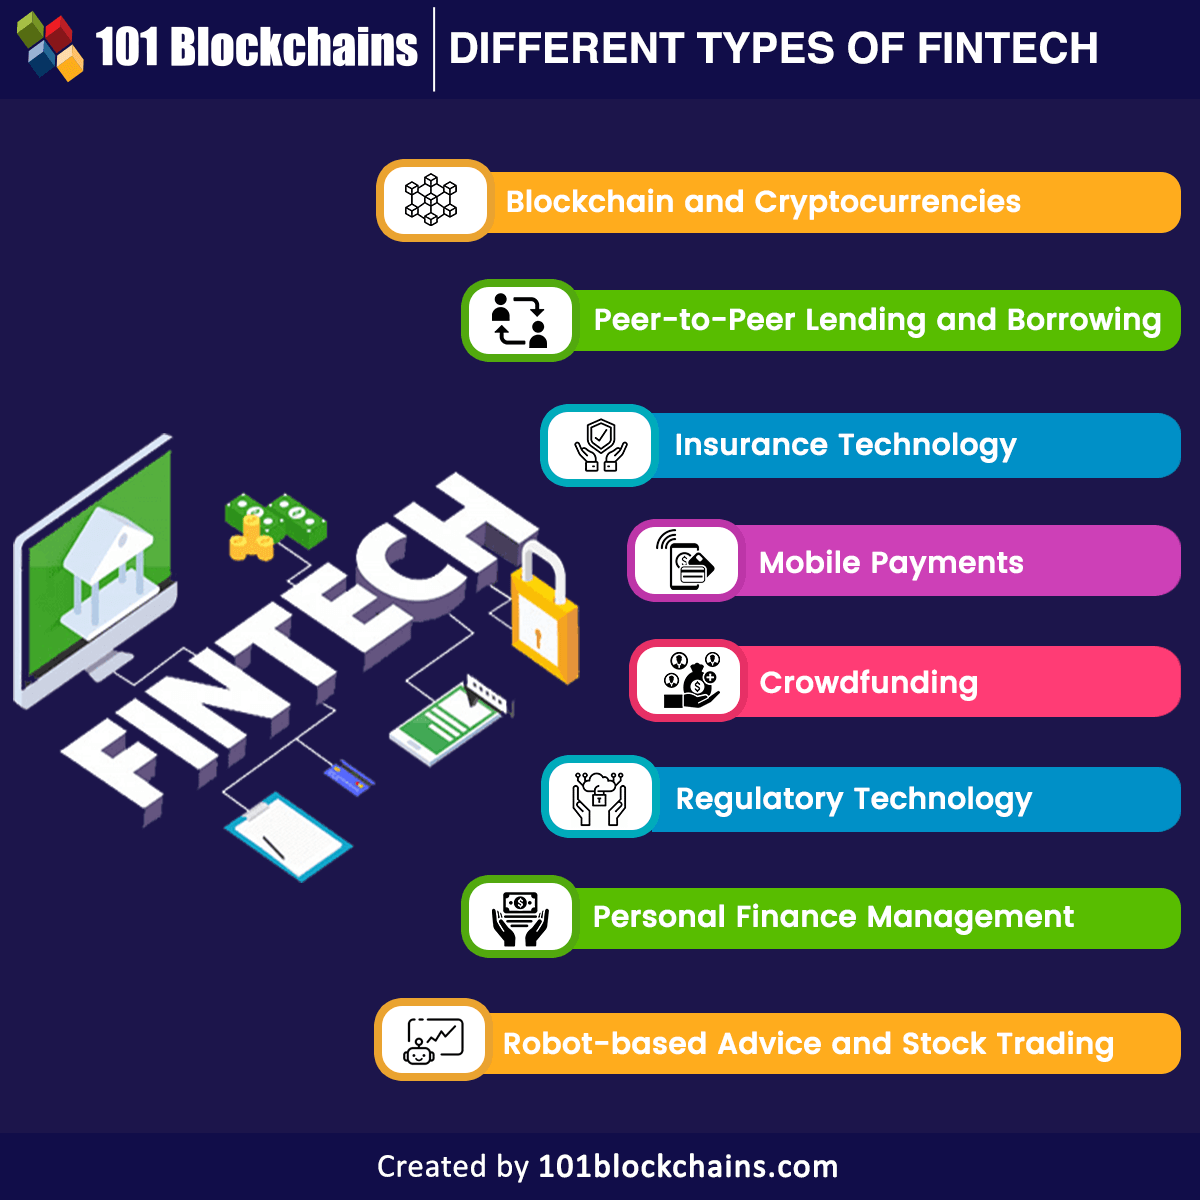 101 Blockchains
DIFFERENT TYPES OF FINTECH
Blockchain and Cryptocurrencies
Peer-to-Peer Lending and Borrowing
Insurance Technology
FINTECH
Mobile Payments
Crowdfunding
Regulatory Technology
Personal Finance Management
Robot-based Advice and Stock Trading
Created by 101blockchains.com